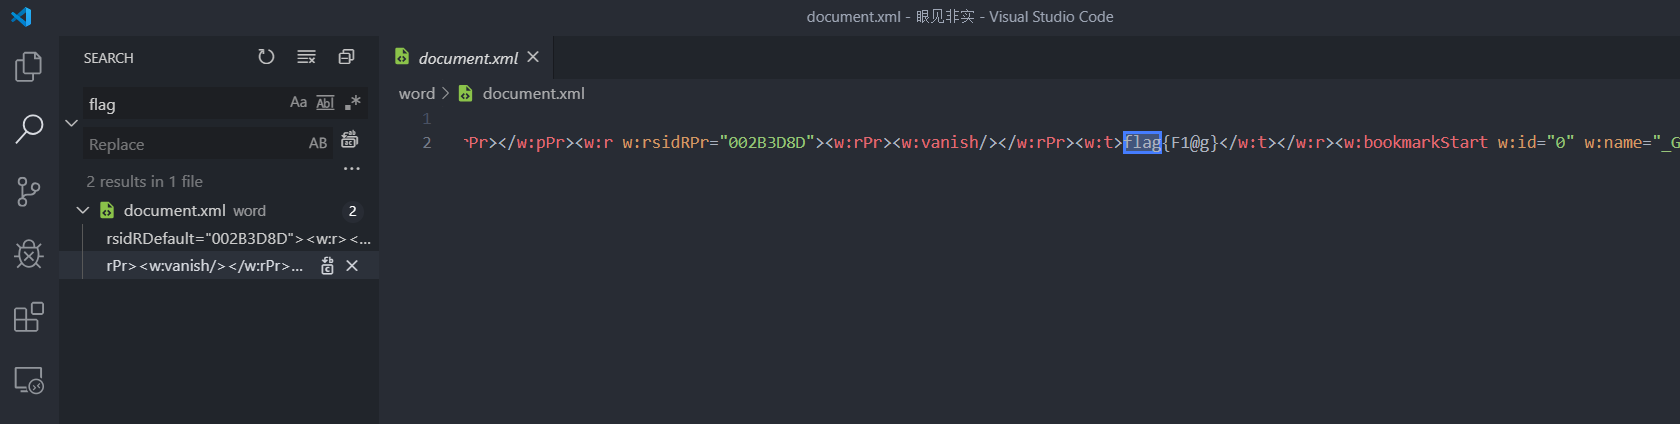 document.xml - 眼见非实 - Visual Studio Code
SEARCH
flag
Aa Abl .*
Replace
AB
2 results in 1 file
document.xml word 2
rsidRDefault="002B3D8D"><w:r><...
rPr><w:vanish/></w:rPr>...
document.xml
word > document.xml
1
2 rPr></w:pPr><w:r w:rsidRPr="002B3D8D"><w:rPr><w:vanish/></w:rPr><w:t>flag{F1@g}</w:t></w:r><w:bookmarkStart w:id="0" w:name="_G